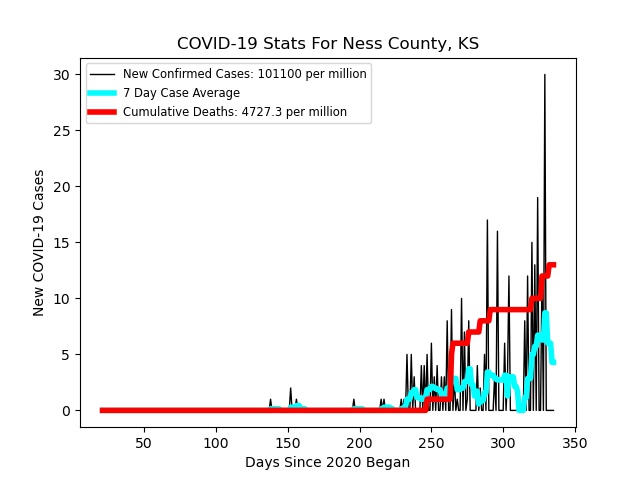 COVID-19 Stats For Ness County, KS
New Confirmed Cases: 101100 per million
7 Day Case Average
Cumulative Deaths: 4727.3 per million
30
25
20
15
10
5
0
New COVID-19 Cases
50 100 150 200 250 300 350
Days Since 2020 Began